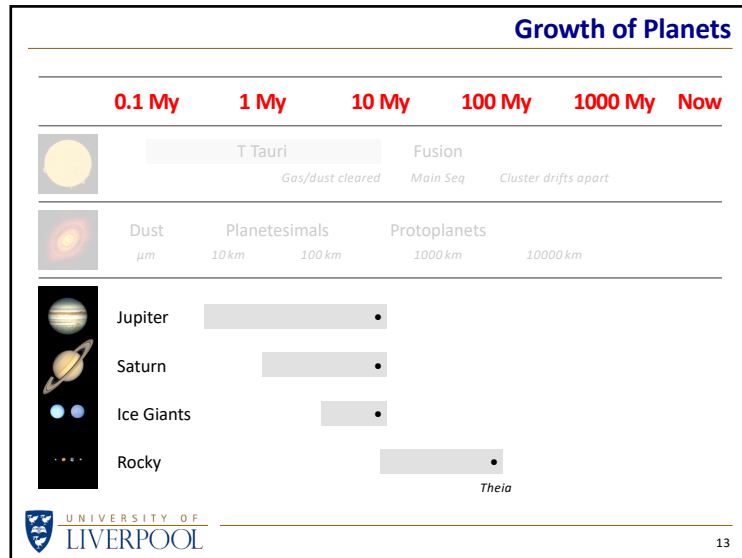 Growth of Planets
0.1 My 1 My 10 My 100 My 1000 My Now
T Tauri Fusion
Gas/dust cleared Main Seq Cluster drifts apart
Dust Planetesimals Protoplanets
μm 10 km 100 km 1000 km 10000 km
Jupiter
Saturn
Ice Giants
Rocky
Theia
UNIVERSITY OF
LIVERPOOL
13